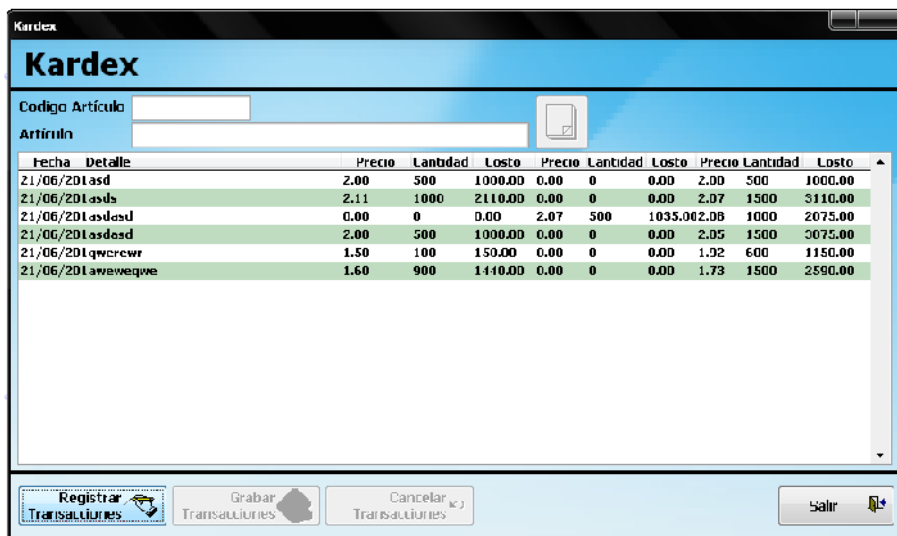 Kardex
Kardex
Codigo Artículo
Artículo
Fecha Detalle Precio Cantidad Costo Precio Cantidad Costo Precio Cantidad Costo
21/06/201 asd 2.00 500 1000.00 0.00 0 0.00 2.00 500 1000.00
21/06/201 asds 2.11 1000 2110.00 0.00 0 0.00 2.07 1500 3110.00
21/06/201 asdasd 0.00 0 0.00 2.07 500 1035.00 2.08 1000 2075.00
21/06/201 asdasd 2.00 500 1000.00 0.00 0 0.00 2.05 1500 3075.00
21/06/201 qwerewr 1.50 100 150.00 0.00 0 0.00 1.92 600 1150.00
21/06/201 aweweqwe 1.60 900 1440.00 0.00 0 0.00 1.73 1500 2590.00
Registrar Transacciones
Grabar Transacciones
Cancelar Transacciones
Salir